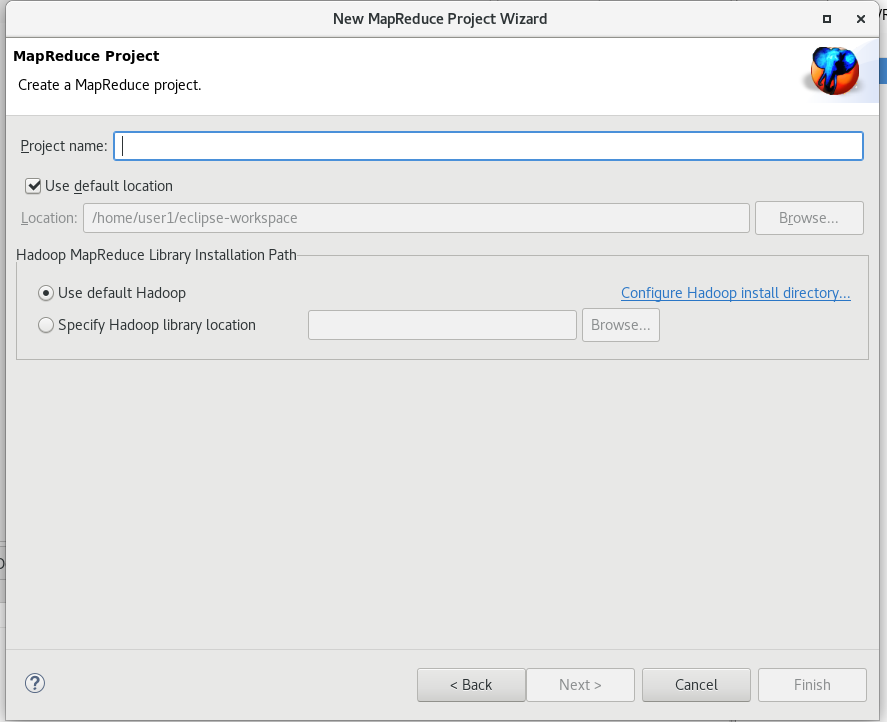 New MapReduce Project Wizard
MapReduce Project
Create a MapReduce project.
Project name:
Use default location
Location: /home/user1/eclipse-workspace Browse...
Hadoop MapReduce Library Installation Path
Use default Hadoop Configure Hadoop install directory...
Specify Hadoop library location Browse...
? < Back Next > Cancel Finish